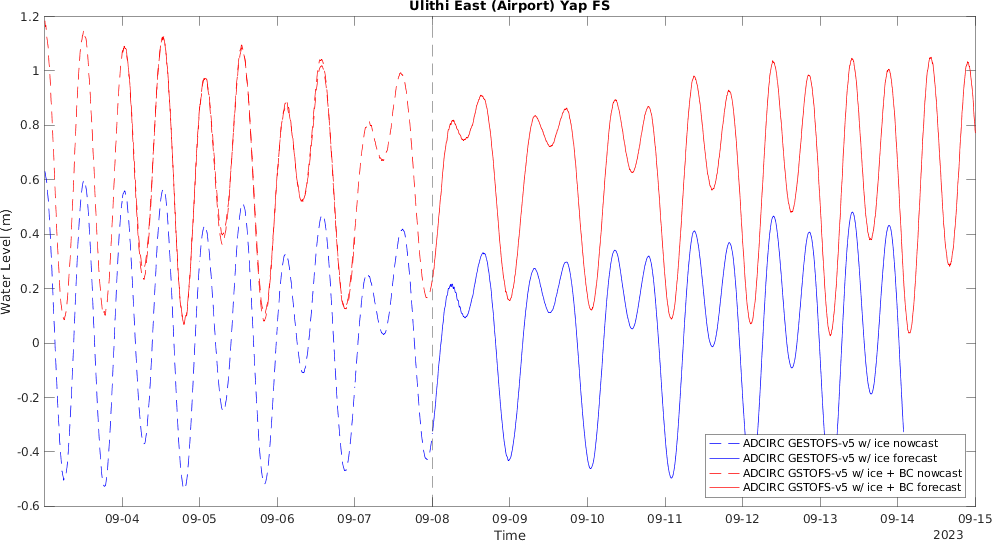 Ulithi East (Airport) Yap FS
1.2
1
0.8
0.6
0.4
0.2
0
-0.2
-0.4
-0.6
Water Level (m)
ADCIRC GESTOFS-v5 w/ ice nowcast
ADCIRC GESTOFS-v5 w/ ice forecast
ADCIRC GSTOFS-v5 w/ ice + BC nowcast
ADCIRC GSTOFS-v5 w/ ice + BC forecast
09-04 09-05 09-06 09-07 09-08 09-09 09-10 09-11 09-12 09-13 09-14 09-15
Time
2023